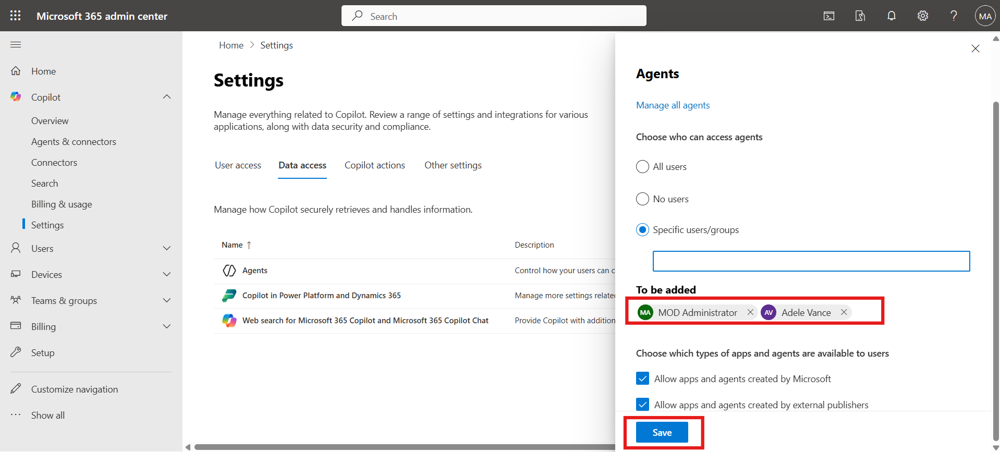 Microsoft 365 admin center
Search
MA
Home
Copilot
Overview
Agents & connectors
Connectors
Search
Billing & usage
Settings
Users
Devices
Teams & groups
Billing
Setup
Customize navigation
Show all
Home > Settings
Settings
Manage everything related to Copilot. Review a range of settings and integrations for various
applications, along with data security and compliance.
User access Data access Copilot actions Other settings
Manage how Copilot securely retrieves and handles information.
Name ↑ Description
Agents Control how your users can c
Copilot in Power Platform and Dynamics 365 Manage more settings relate
Web search for Microsoft 365 Copilot and Microsoft 365 Copilot Chat Provide Copilot with addition
Agents
Manage all agents
Choose who can access agents
All users
No users
Specific users/groups
To be added
MA MOD Administrator AV Adele Vance
Choose which types of apps and agents are available to users
Allow apps and agents created by Microsoft
Allow apps and agents created by external publishers
Save